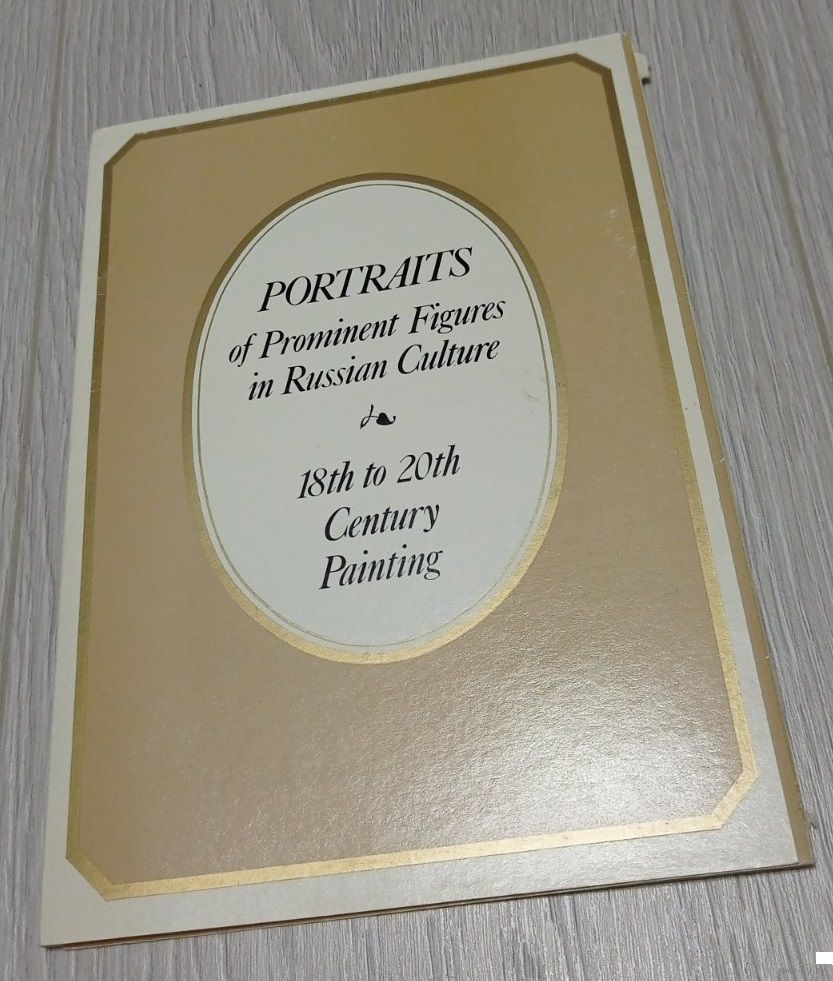 PORTRAITS
of Prominent Figures
in Russian Culture
18th to 20th
Century
Painting